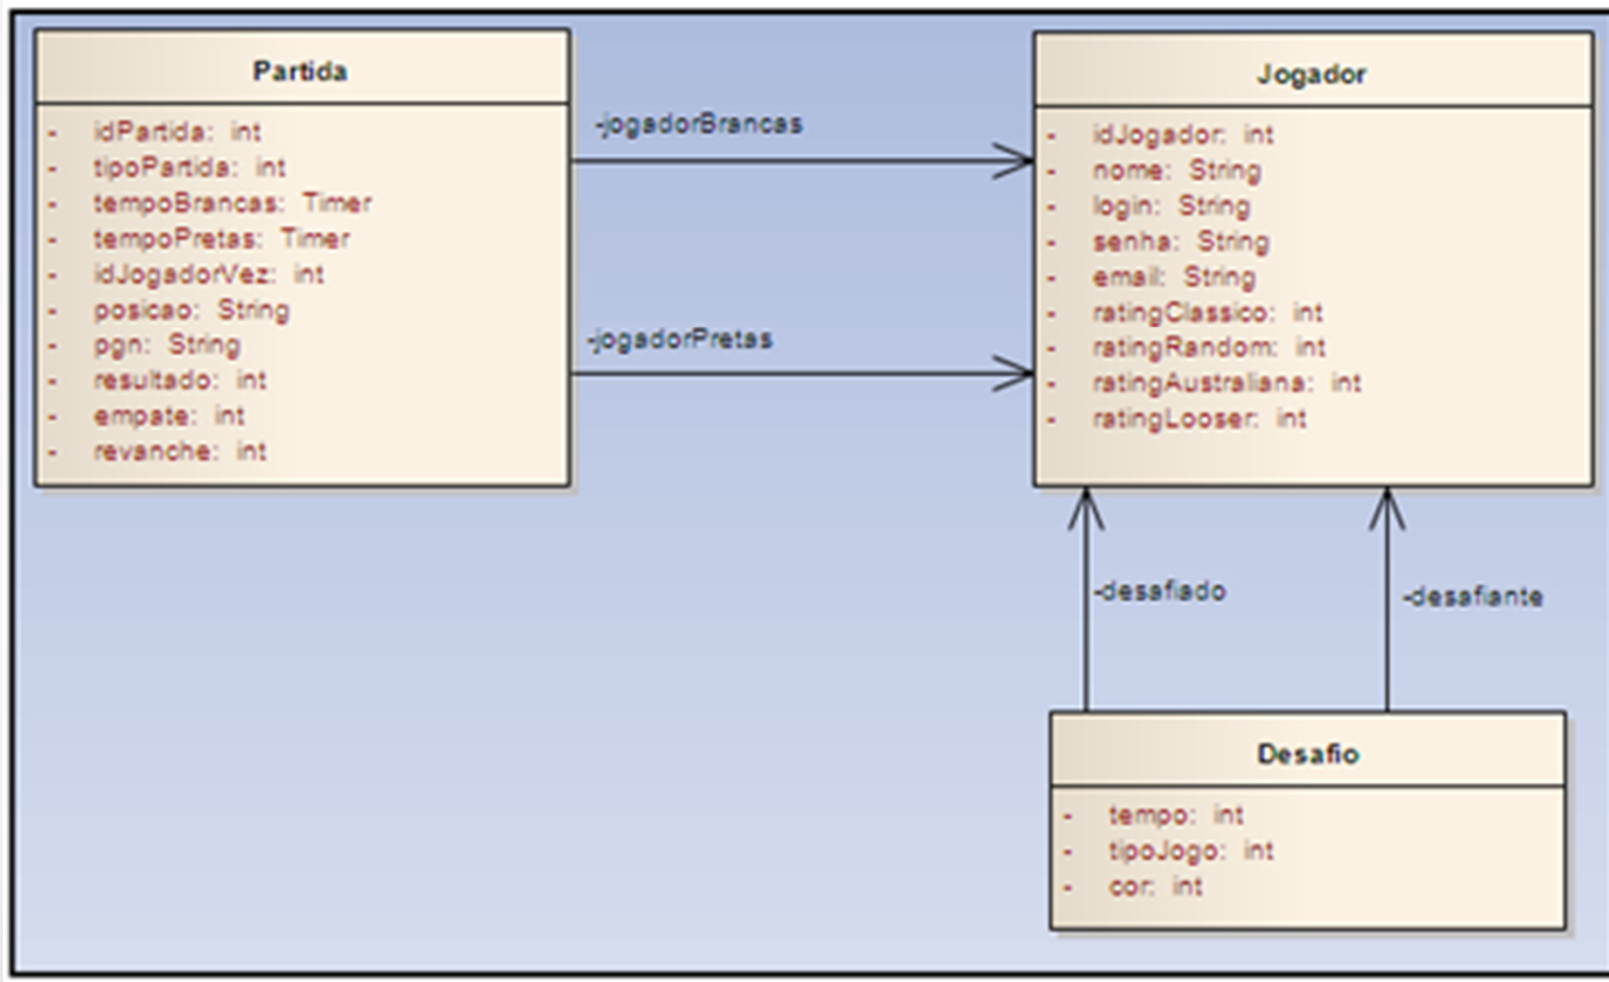 Partida
- idPartida: int
- tipoPartida: int
- tempoBrancas: Timer
- tempoPretas: Timer
- idJogadorVez: int
- posicao: String
- pgn: String
- resultado: int
- empate: int
- revanche: int
-jogadorBrancas
-jogadorPretas
Jogador
- idJogador: int
- nome: String
- login: String
- senha: String
- email: String
- ratingClassico: int
- ratingRandom: int
- ratingAustraliana: int
- ratingLooser: int
-desafiado
-desafiante
Desafio
- tempo: int
- tipoJogo: int
- cor: int